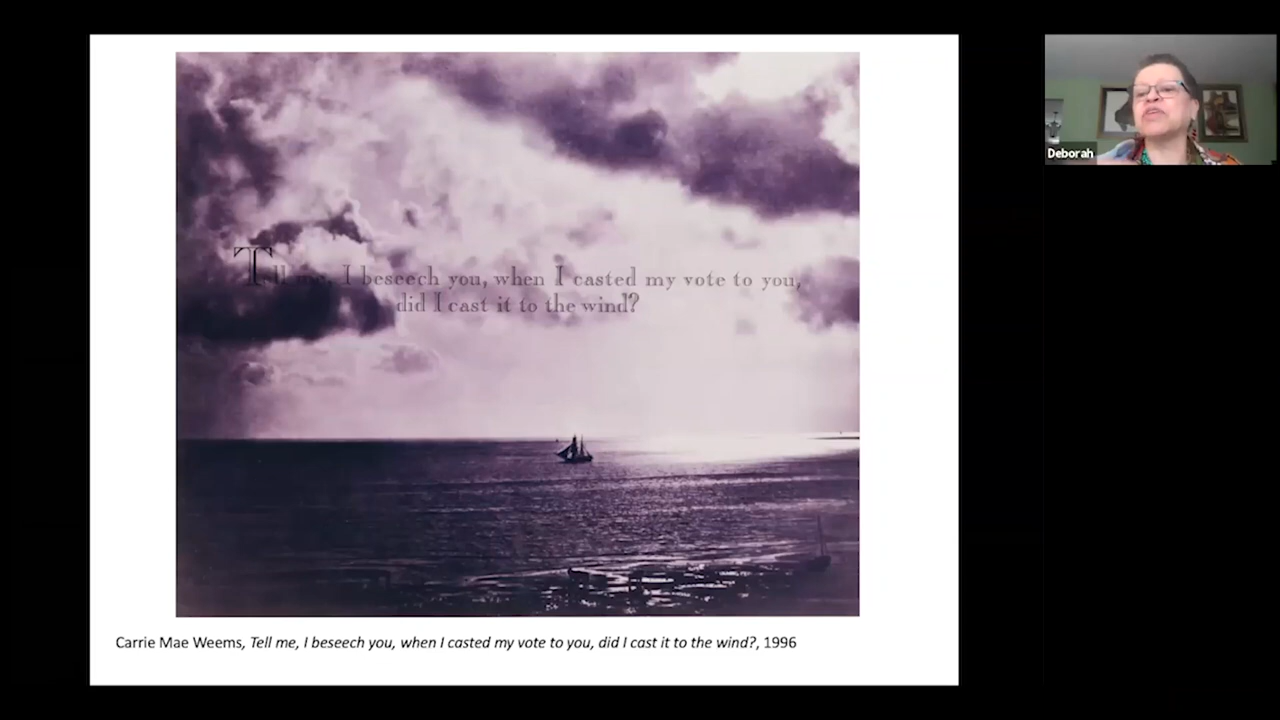 Tell me, I beseech you, when I casted my vote to you,
did I cast it to the wind?
Carrie Mae Weems, Tell me, I beseech you, when I casted my vote to you, did I cast it to the wind?, 1996
Deborah